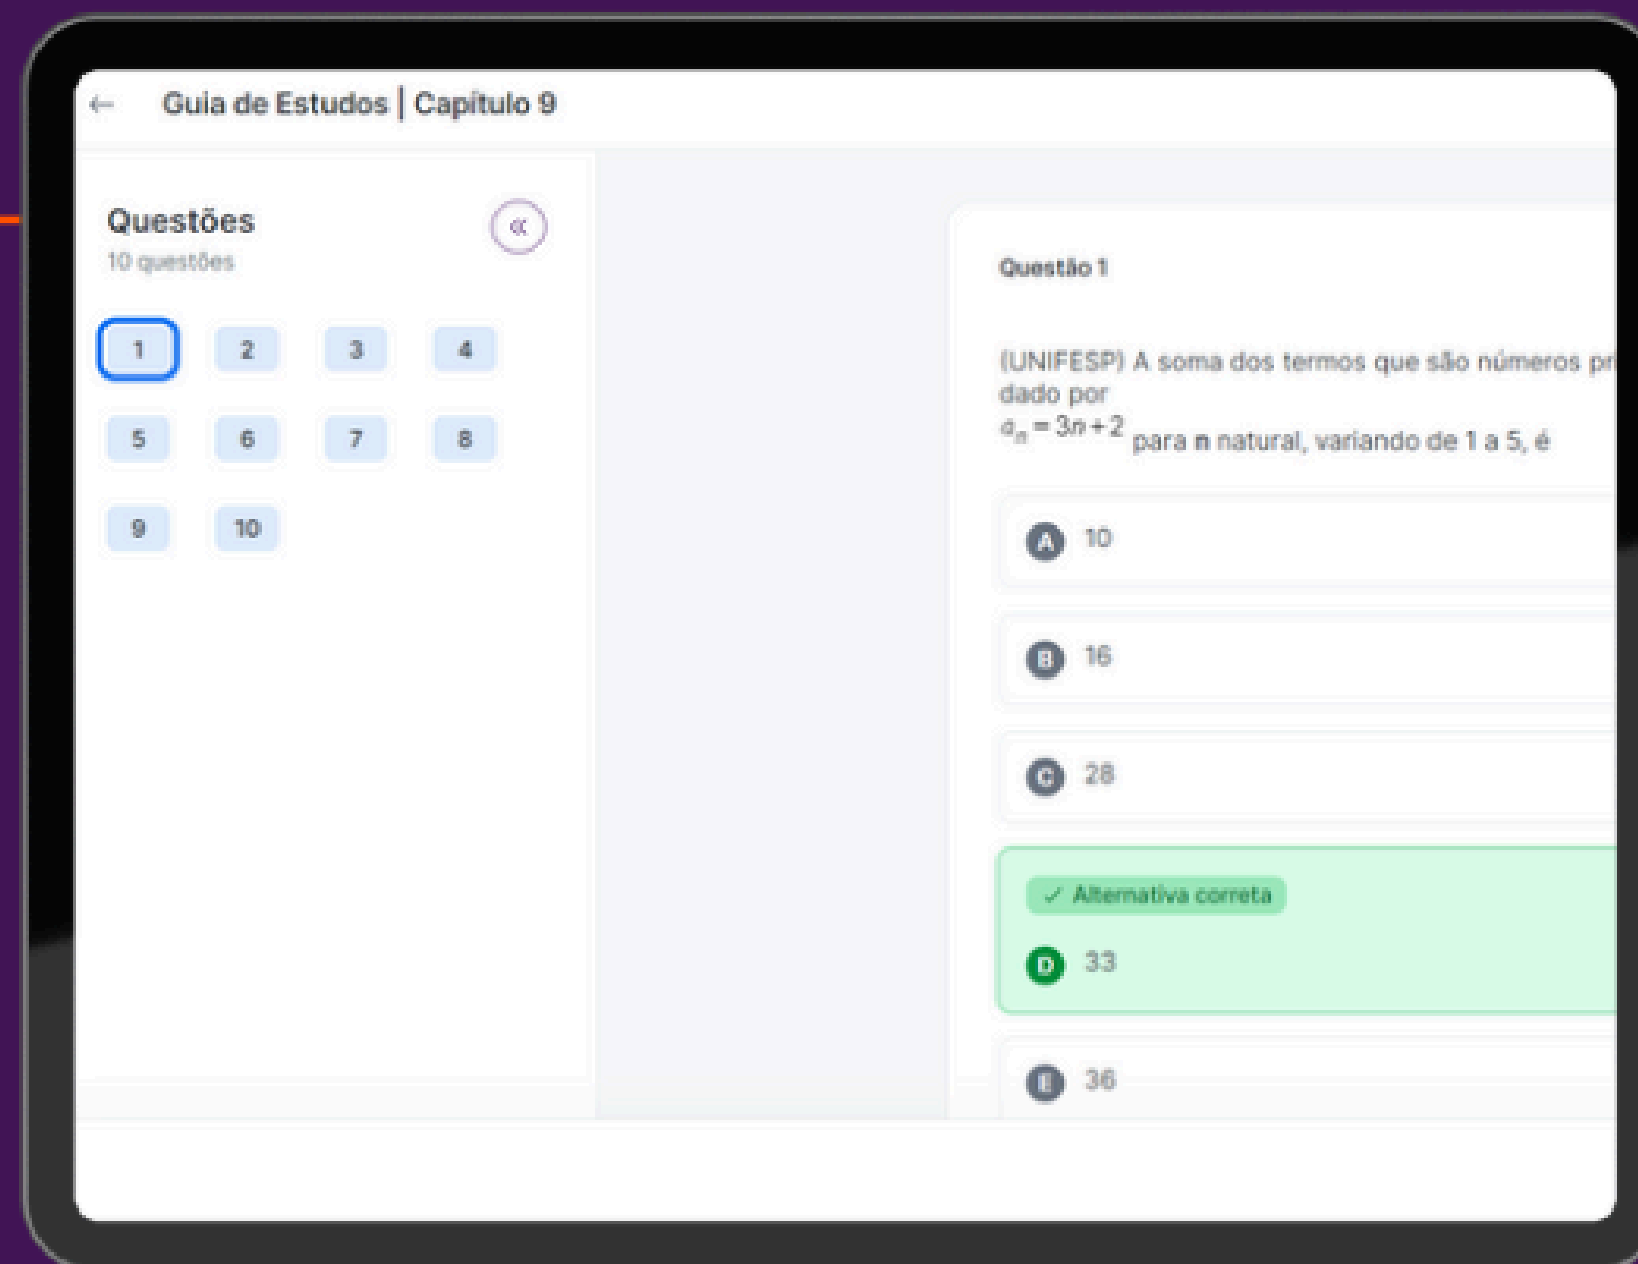 ← Guia de Estudos | Capítulo 9
Questões
10 questões
1 2 3 4
5 6 7 8
9 10
Questão 1
(UNIFESP) A soma dos termos que são números pr
dado por
aₙ = 3n + 2 para n natural, variando de 1 a 5, é
A 10
B 16
C 28
✓ Alternativa correta
D 33
E 36